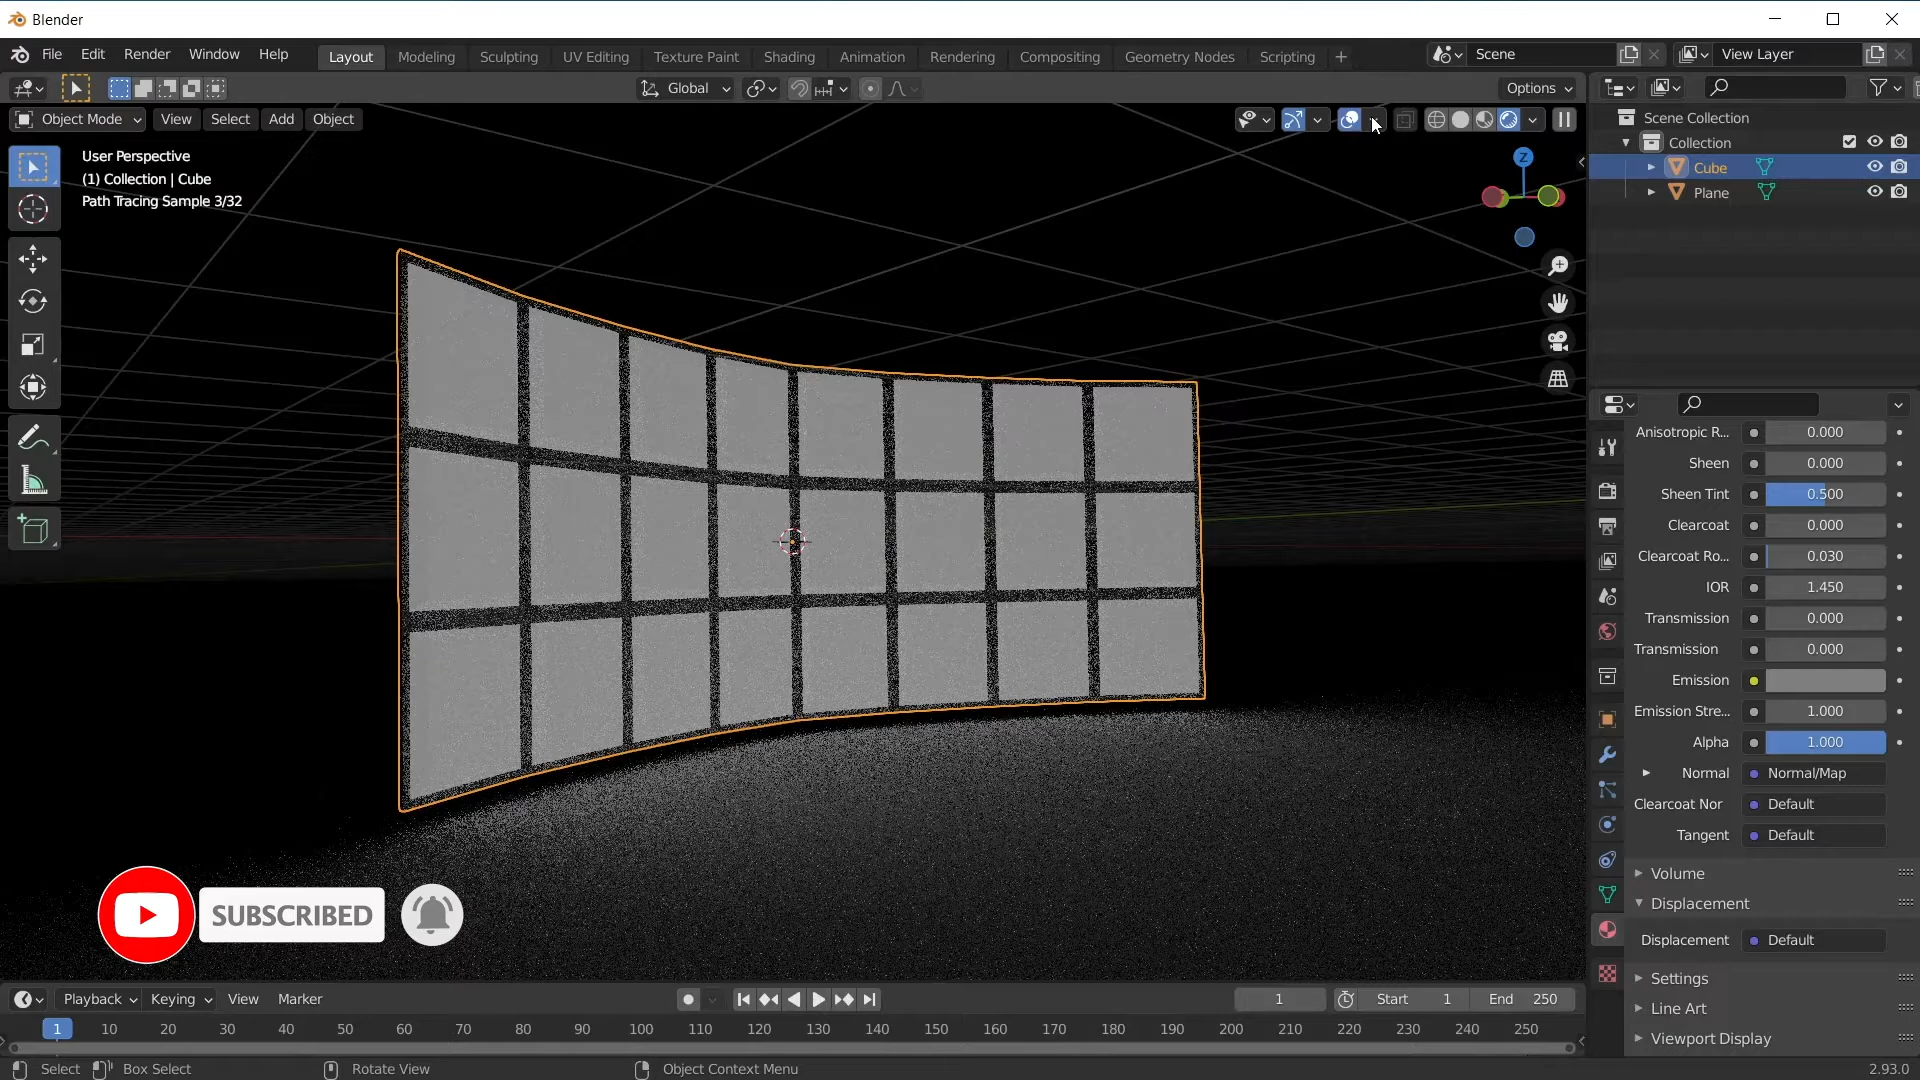 Blender
File Edit Render Window Help Layout Modeling Sculpting UV Editing Texture Paint Shading Animation Rendering Compositing Geometry Nodes Scripting + Scene View Layer
Global Options
Object Mode View Select Add Object
User Perspective
(1) Collection | Cube
Path Tracing Sample 3/32
Z
Scene Collection
Collection
Cube
Plane
Anisotropic R... 0.000
Sheen 0.000
Sheen Tint 0.500
Clearcoat 0.000
Clearcoat Ro... 0.030
IOR 1.450
Transmission 0.000
Transmission 0.000
Emission
Emission Stre... 1.000
Alpha 1.000
Normal Normal/Map
Clearcoat Nor Default
Tangent Default
Volume
Displacement
Displacement Default
Settings
Line Art
Viewport Display
SUBSCRIBED
Playback Keying View Marker 1 Start 1 End 250
1 10 20 30 40 50 60 70 80 90 100 110 120 130 140 150 160 170 180 190 200 210 220 230 240 250
Select Box Select Rotate View Object Context Menu 2.93.0